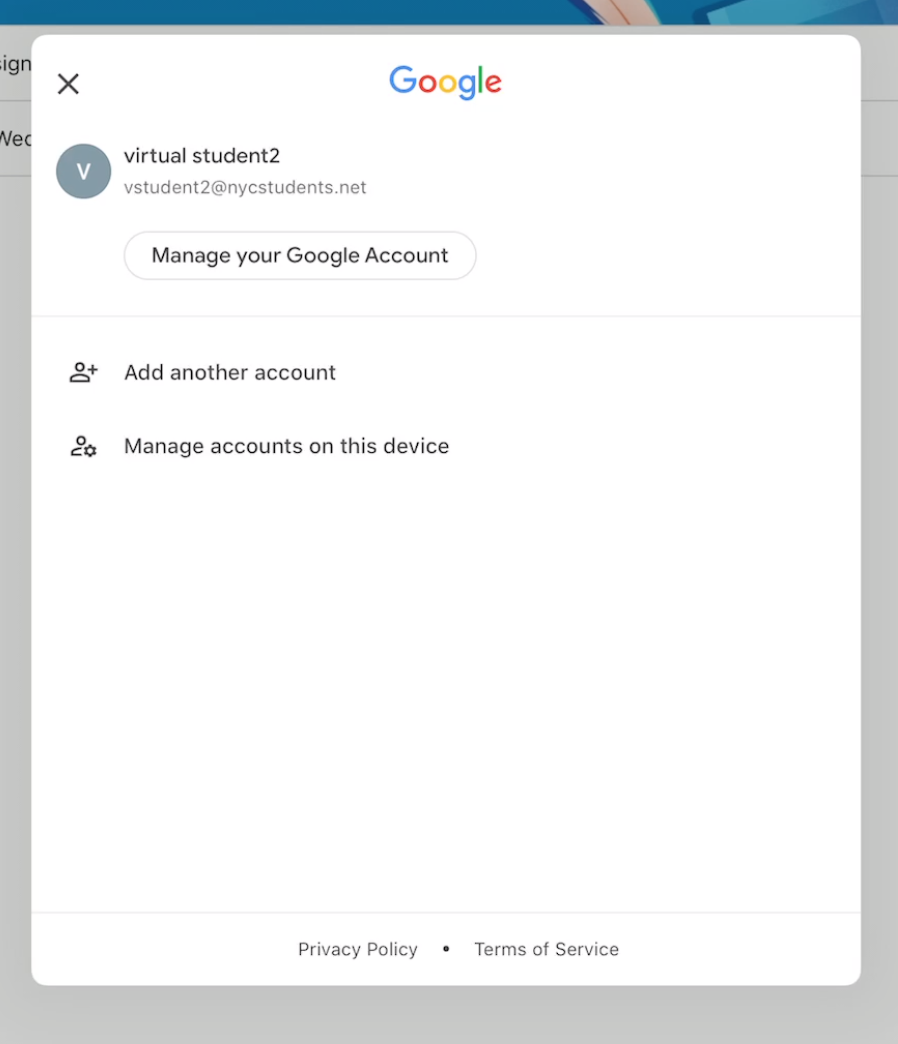 Google
V
virtual student2
vstudent2@nycstudents.net
Manage your Google Account
Add another account
Manage accounts on this device
Privacy Policy • Terms of Service